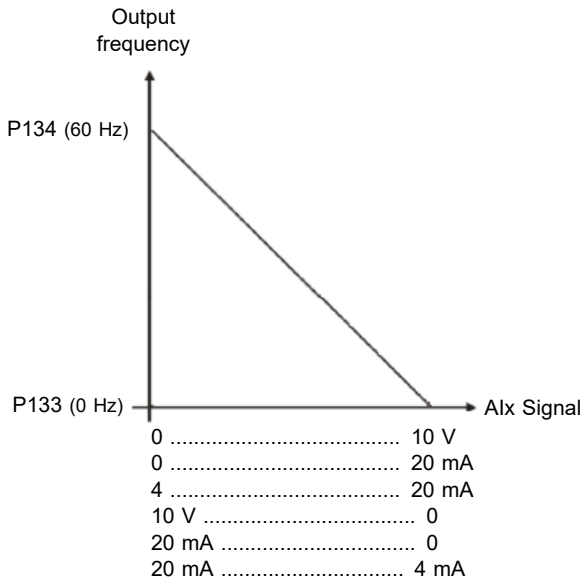 Output
frequency
P134 (60 Hz)
P133 (0 Hz)
AIx Signal
0 ..................................... 10 V
0 ..................................... 20 mA
4 ..................................... 20 mA
10 V ................................. 0
20 mA .............................. 0
20 mA .............................. 4 mA